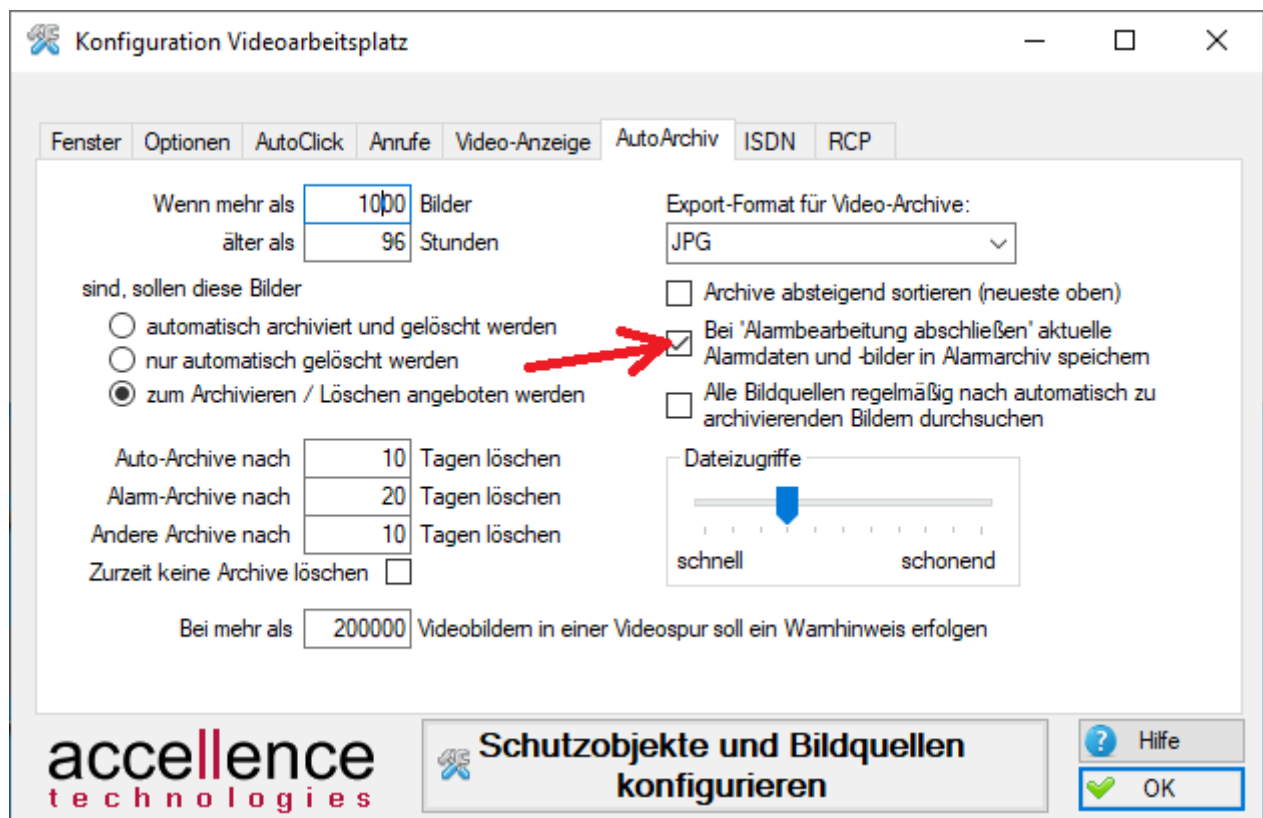 Konfiguration Videoarbeitsplatz
Fenster Optionen AutoClick Anrufe Video-Anzeige AutoArchiv ISDN RCP
Wenn mehr als 1000 Bilder
älter als 96 Stunden
sind, sollen diese Bilder
automatisch archiviert und gelöscht werden
nur automatisch gelöscht werden
zum Archivieren / Löschen angeboten werden
Auto-Archive nach 10 Tagen löschen
Alarm-Archive nach 20 Tagen löschen
Andere Archive nach 10 Tagen löschen
Zurzeit keine Archive löschen
Export-Format für Video-Archive:
JPG
Archive absteigend sortieren (neueste oben)
Bei 'Alarmbearbeitung abschließen' aktuelle
Alarmdaten und -bilder in Alarmarchiv speichern
Alle Bildquellen regelmäßig nach automatisch zu
archivierenden Bildern durchsuchen
Dateizugriffe
schnell schonend
Bei mehr als 200000 Videobildern in einer Videospur soll ein Warnhinweis erfolgen
accellence
technologies
Schutzobjekte und Bildquellen
konfigurieren
Hilfe
OK